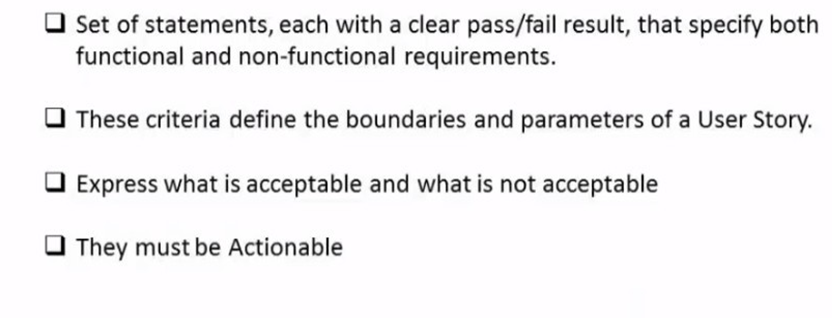 ❑ Set of statements, each with a clear pass/fail result, that specify both
functional and non-functional requirements.
❑ These criteria define the boundaries and parameters of a User Story.
❑ Express what is acceptable and what is not acceptable
❑ They must be Actionable